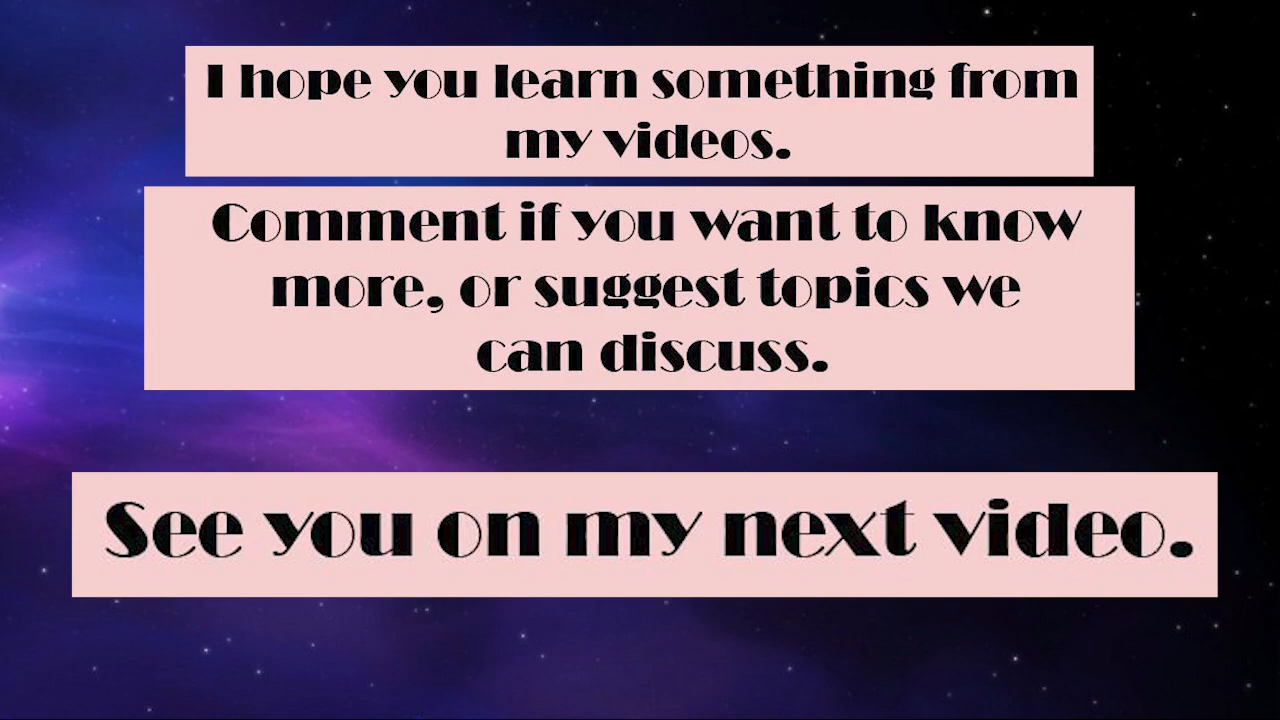 I hope you learn something from
my videos.
Comment if you want to know
more, or suggest topics we
can discuss.
See you on my next video.